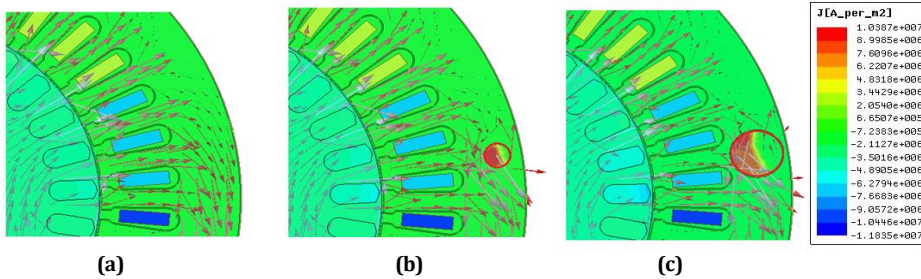 J[A_per_m2]
1.0387e+007
8.9985e+006
7.6096e+006
6.2207e+006
4.8318e+006
3.4429e+006
2.0540e+006
6.6507e+005
-7.2383e+005
-2.1127e+006
-3.5016e+006
-4.8905e+006
-6.2794e+006
-7.6683e+006
-9.0572e+006
-1.0446e+007
-1.1835e+007
(a)
(b)
(c)